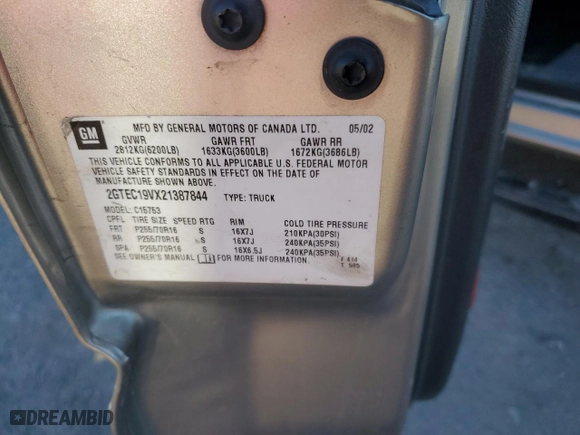 GM
MFD BY GENERAL MOTORS OF CANADA LTD. 05/02
GVWR GAWR FRT GAWR RR
2812KG(6200LB) 1633KG(3600LB) 1672KG(3686LB)
THIS VEHICLE CONFORMS TO ALL APPLICABLE U.S. FEDERAL MOTOR
VEHICLE SAFETY STANDARDS IN EFFECT ON THE DATE OF
MANUFACTURE SHOWN ABOVE.
2GTEC19VX21387844 TYPE: TRUCK
MODEL: C15753
CPFL TIRE SIZE SPEED RTG RIM COLD TIRE PRESSURE
FRT P255/70R16 S 16X7J 210KPA(30PSI)
RR P255/70R16 S 16X7J 240KPA(35PSI)
SPA P255/70R16 S 16X6.5J 240KPA(35PSI)
SEE OWNER'S MANUAL FOR MORE INFORMATION.
DREAMBID